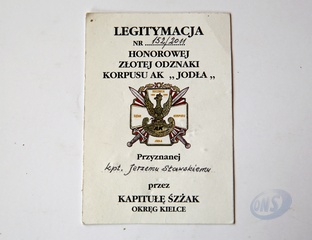 LEGITYMACJA
NR 152/2011
HONOROWEJ
ZŁOTEJ ODZNAKI
KORPUSU AK „JODŁA„
Przyznanej
kpt. Jerzemu Stawskiemu
przez
KAPITUŁĘ ŚZŻAK
OKRĘG KIELCE